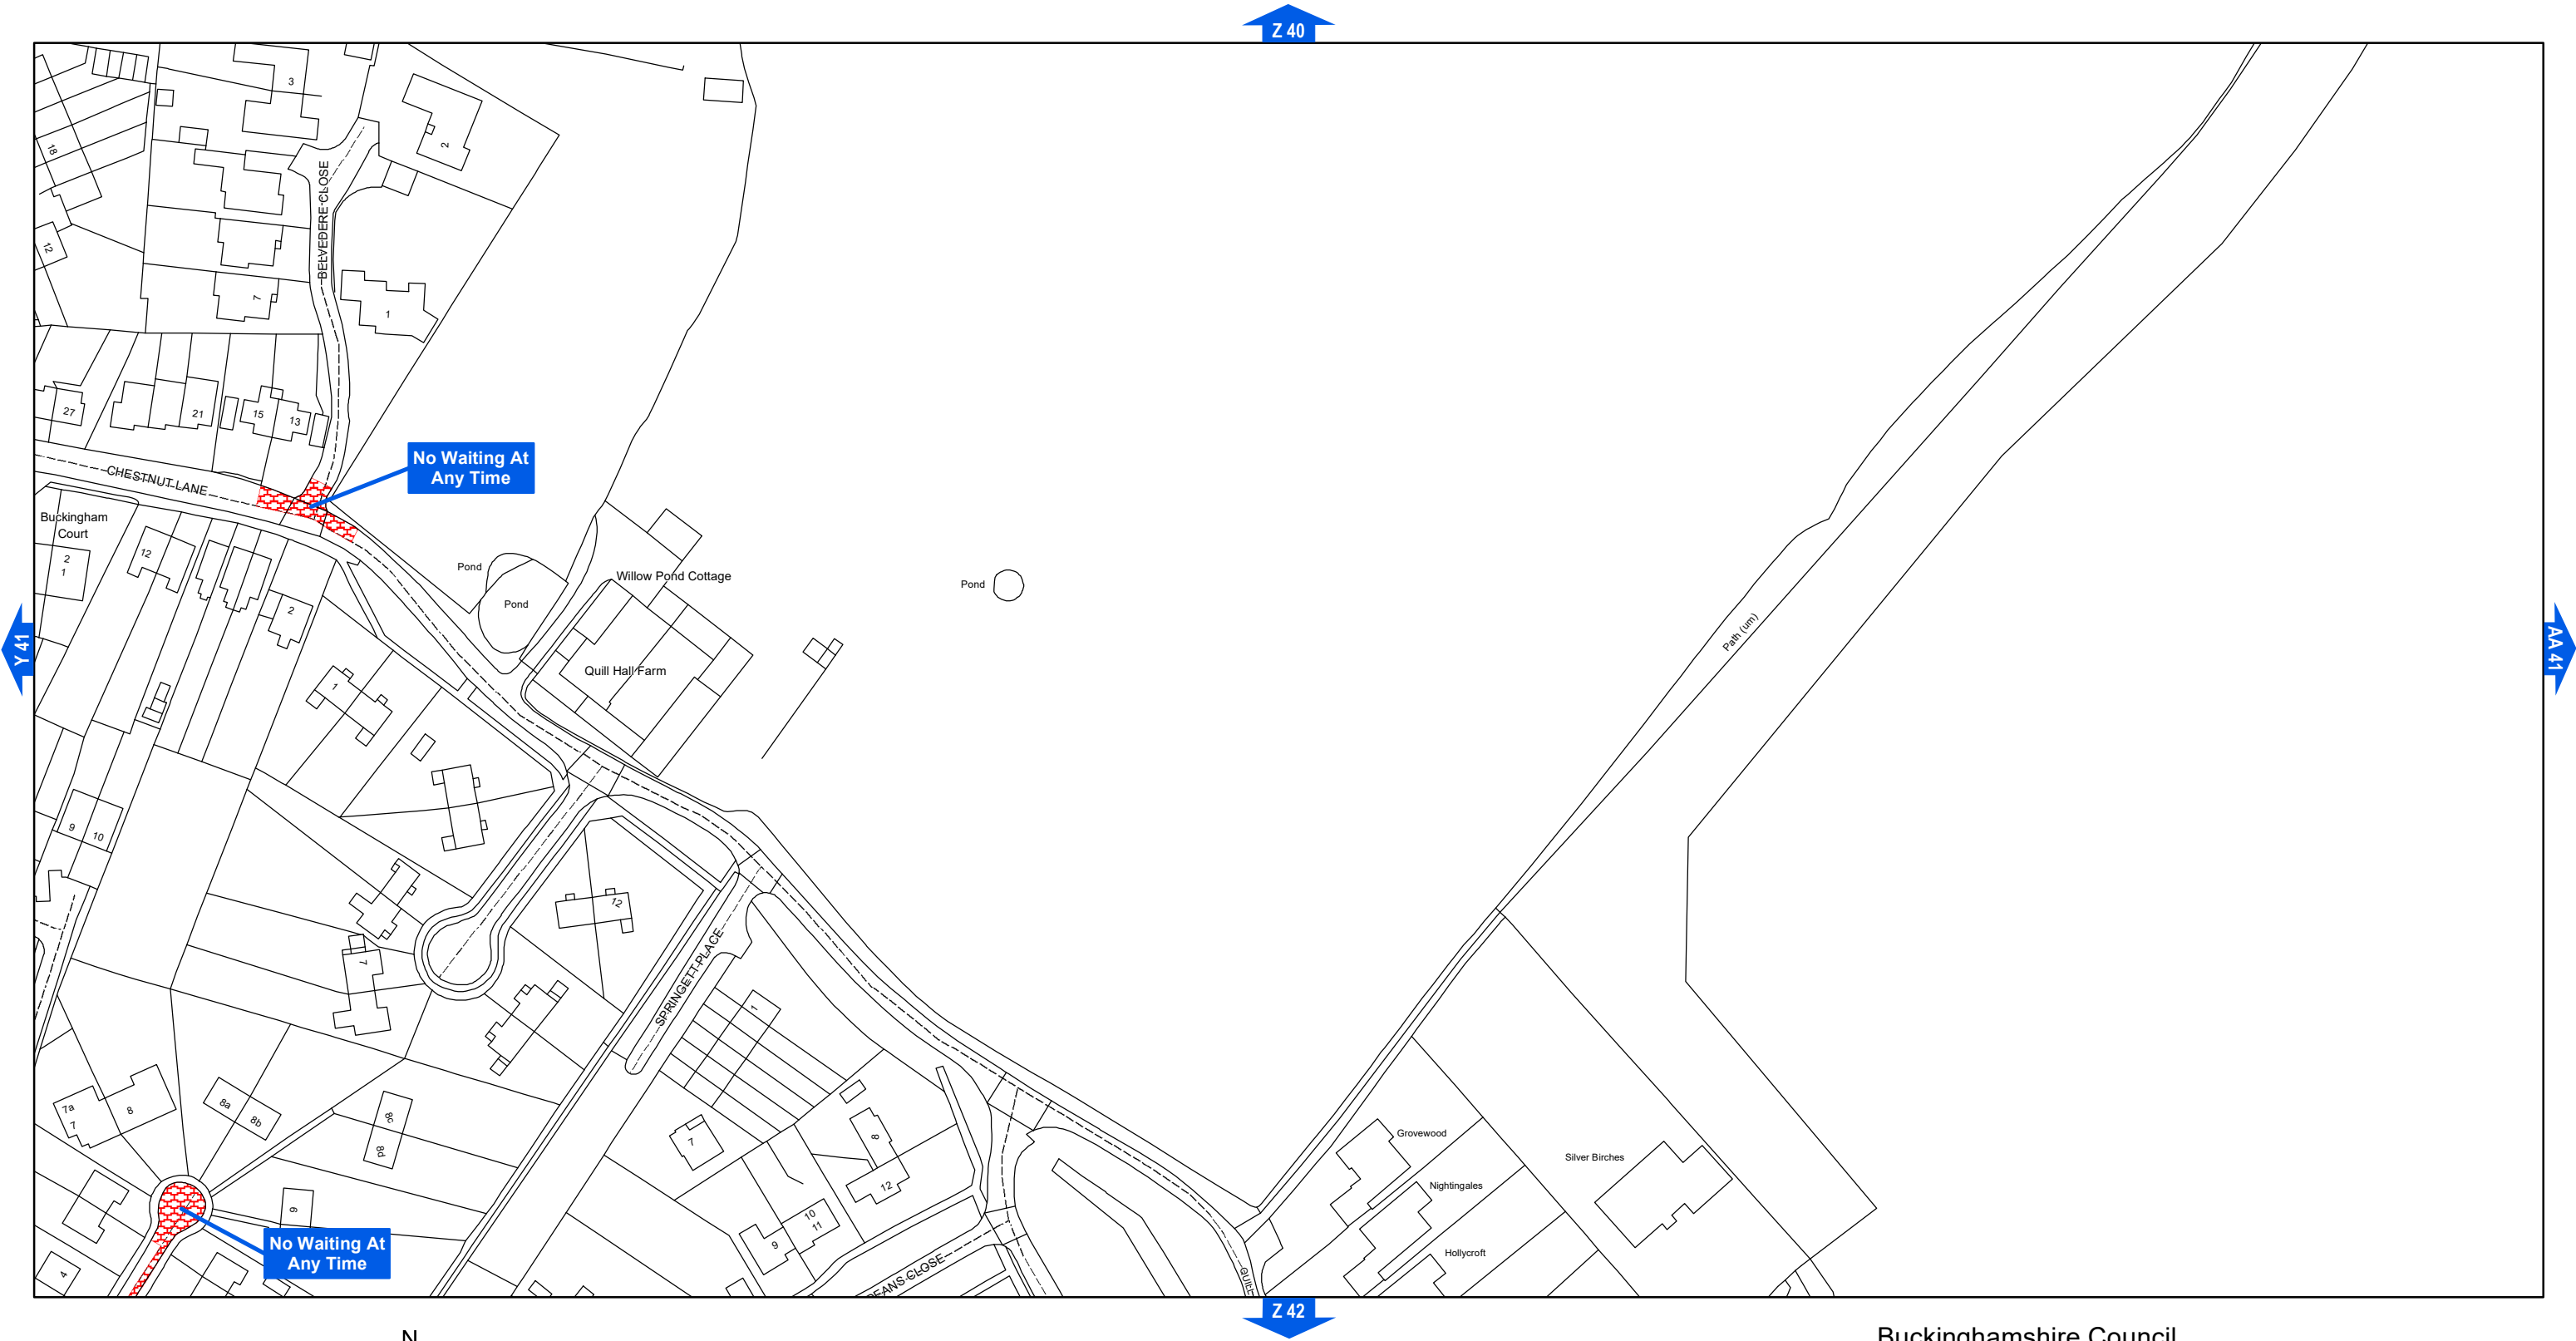 Z 40
3
2
18
BELVEDERE CLOSE
12
7
1
27
21
15
13
No Waiting At
Any Time
CHESTNUT LANE
Buckingham
Court
2
1
12
2
Pond
Pond
Willow Pond Cottage
Pond
Quill Hall Farm
Path (um)
Y 41
AA 41
1
9
10
12
7
SPRINGETT PLACE
1
7a
7
8
8a
8b
8c
8d
7
8
12
10
11
9
Grovewood
Silver Birches
Nightingales
Hollycroft
9
No Waiting At
Any Time
4
DEANS CLOSE
QUILL
Z 42
N
Buckinghamshire Council